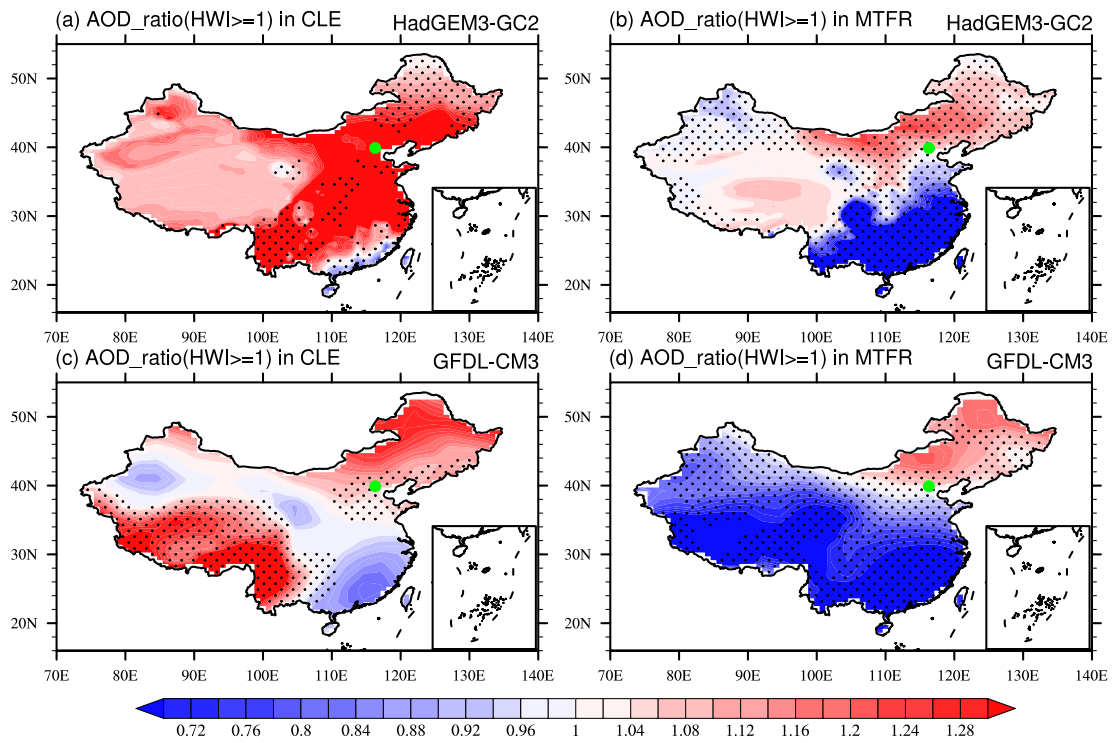 (a) AOD_ratio(HWI>=1) in CLE HadGEM3-GC2
50N
40N
30N
20N
70E 80E 90E 100E 110E 120E 130E 140E
(b) AOD_ratio(HWI>=1) in MTFR HadGEM3-GC2
50N
40N
30N
20N
70E 80E 90E 100E 110E 120E 130E 140E
(c) AOD_ratio(HWI>=1) in CLE GFDL-CM3
50N
40N
30N
20N
70E 80E 90E 100E 110E 120E 130E 140E
(d) AOD_ratio(HWI>=1) in MTFR GFDL-CM3
50N
40N
30N
20N
70E 80E 90E 100E 110E 120E 130E 140E
0.72 0.76 0.8 0.84 0.88 0.92 0.96 1 1.04 1.08 1.12 1.16 1.2 1.24 1.28